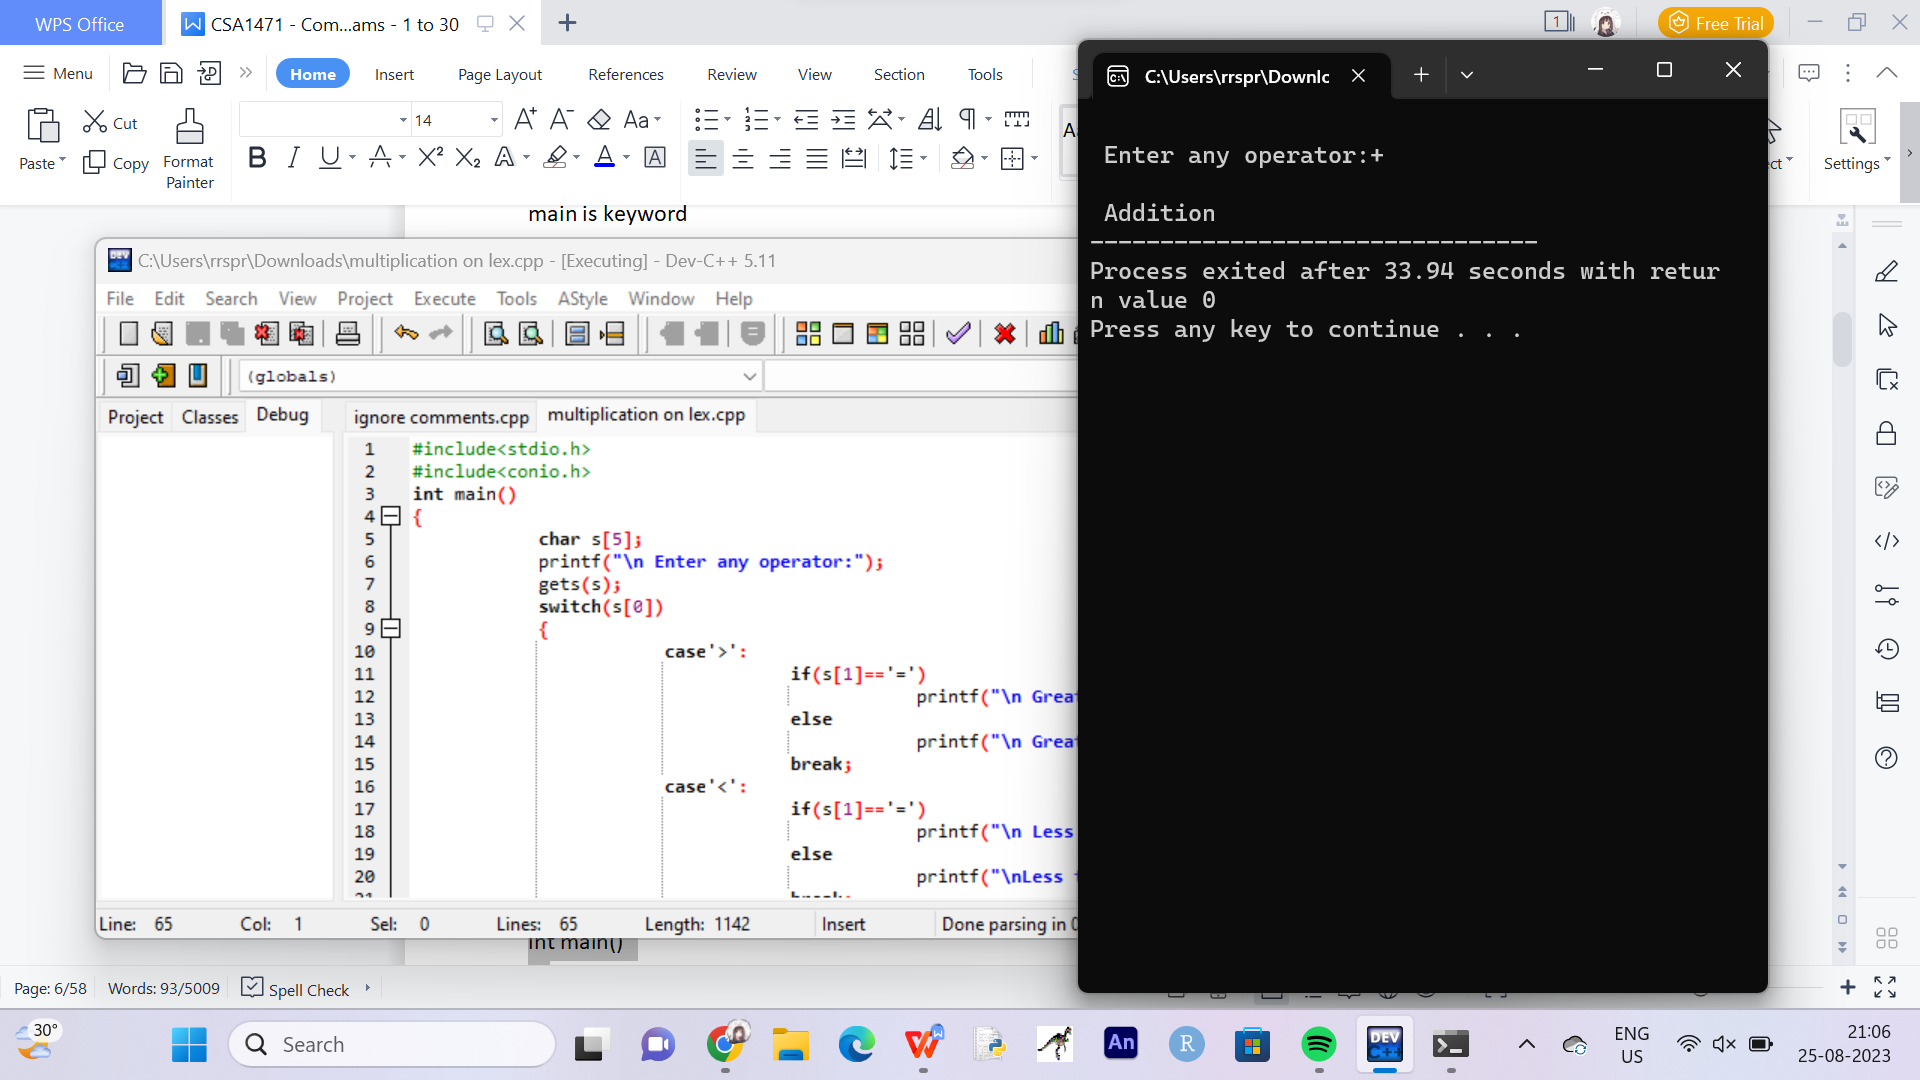 WPS Office
CSA1471 - Com...ams - 1 to 30
1
Free Trial
Menu
Home
Insert
Page Layout
References
Review
View
Section
Tools
Paste
Cut
Copy
Format
Painter
14
Settings
main is keyword
C:\Users\rrspr\Downloads\multiplication on lex.cpp - [Executing] - Dev-C++ 5.11
File Edit Search View Project Execute Tools AStyle Window Help
(globals)
Project Classes Debug
ignore comments.cpp multiplication on lex.cpp
1 #include<stdio.h>
2 #include<conio.h>
3 int main()
4 {
5 char s[5];
6 printf("\n Enter any operator:");
7 gets(s);
8 switch(s[0])
9 {
10 case'>':
11 if(s[1]=='=')
12 printf("\n Grea
13 else
14 printf("\n Grea
15 break;
16 case'<':
17 if(s[1]=='=')
18 printf("\n Less
19 else
20 printf("\nLess
Line: 65 Col: 1 Sel: 0 Lines: 65 Length: 1142 Insert Done parsing in
int main()
C:\Users\rrspr\Downlc
Enter any operator:+
Addition
--------------------------------
Process exited after 33.94 seconds with retur
n value 0
Press any key to continue . . .
Page: 6/58 Words: 93/5009 Spell Check
30°
Search
An
R
DEV
C++
ENG
US
21:06
25-08-2023